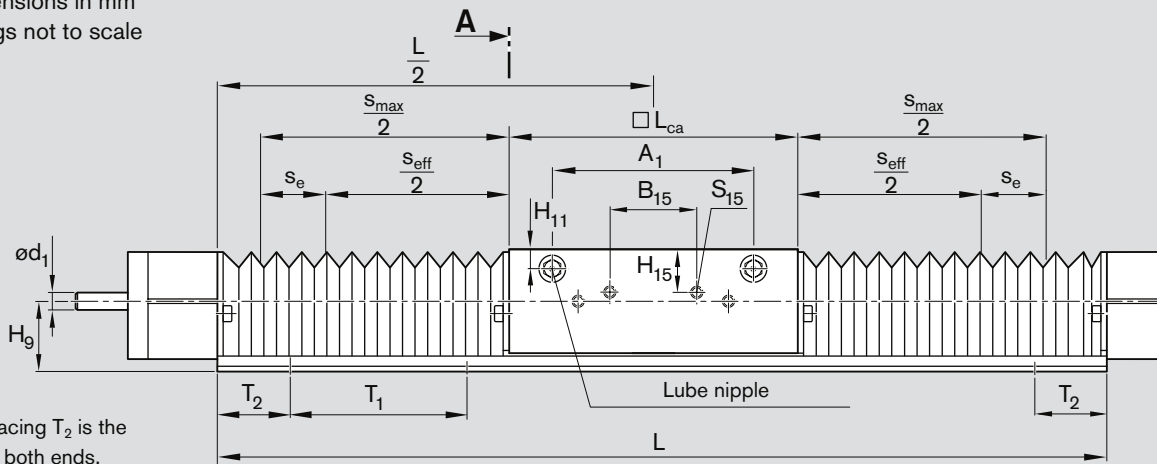 ensions in mm
gs not to scale
A
L
2
s_max
2
□ L_ca
s_max
2
A_1
s_e
s_eff
2
s_eff
2
s_e
B_15
S_15
H_11
H_15
ød_1
H_9
Lube nipple
T_2
T_1
T_2
acing T_2 is the
both ends.
L